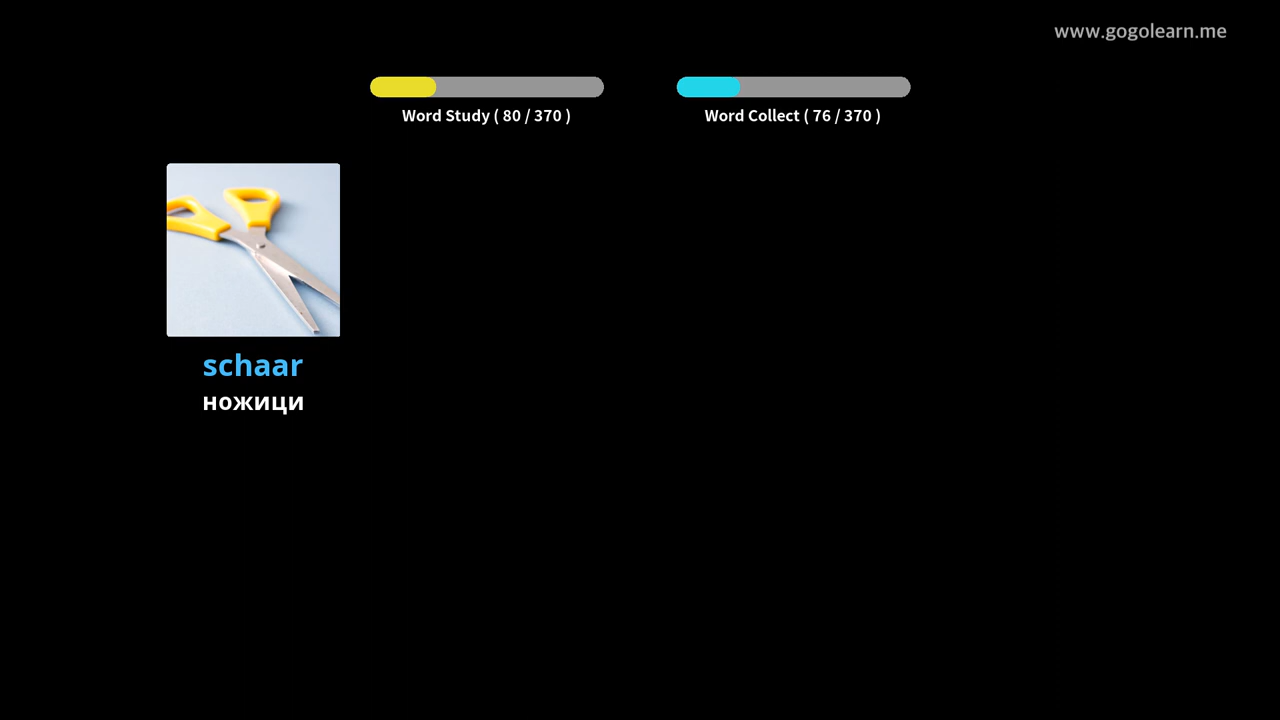 www.gogolearn.me
Word Study ( 80 / 370 )
Word Collect ( 76 / 370 )
schaar
ножици